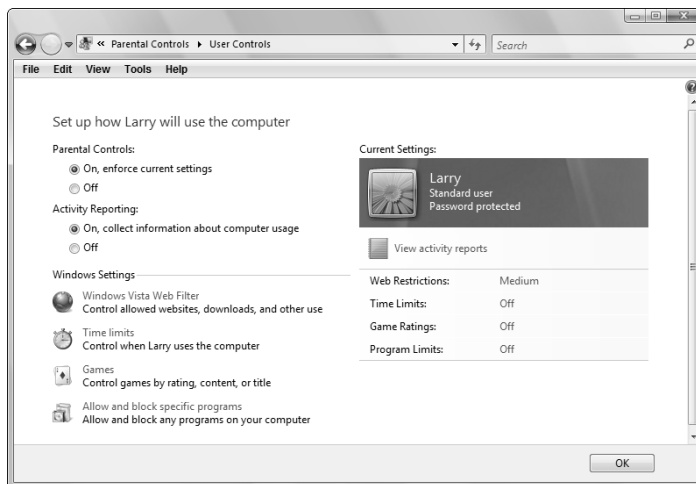 « Parental Controls ▸ User Controls
Search
File Edit View Tools Help
Set up how Larry will use the computer
Parental Controls:
On, enforce current settings
Off
Activity Reporting:
On, collect information about computer usage
Off
Windows Settings
Windows Vista Web Filter
Control allowed websites, downloads, and other use
Time limits
Control when Larry uses the computer
Games
Control games by rating, content, or title
Allow and block specific programs
Allow and block any programs on your computer
Current Settings:
Larry
Standard user
Password protected
View activity reports
Web Restrictions: Medium
Time Limits: Off
Game Ratings: Off
Program Limits: Off
OK